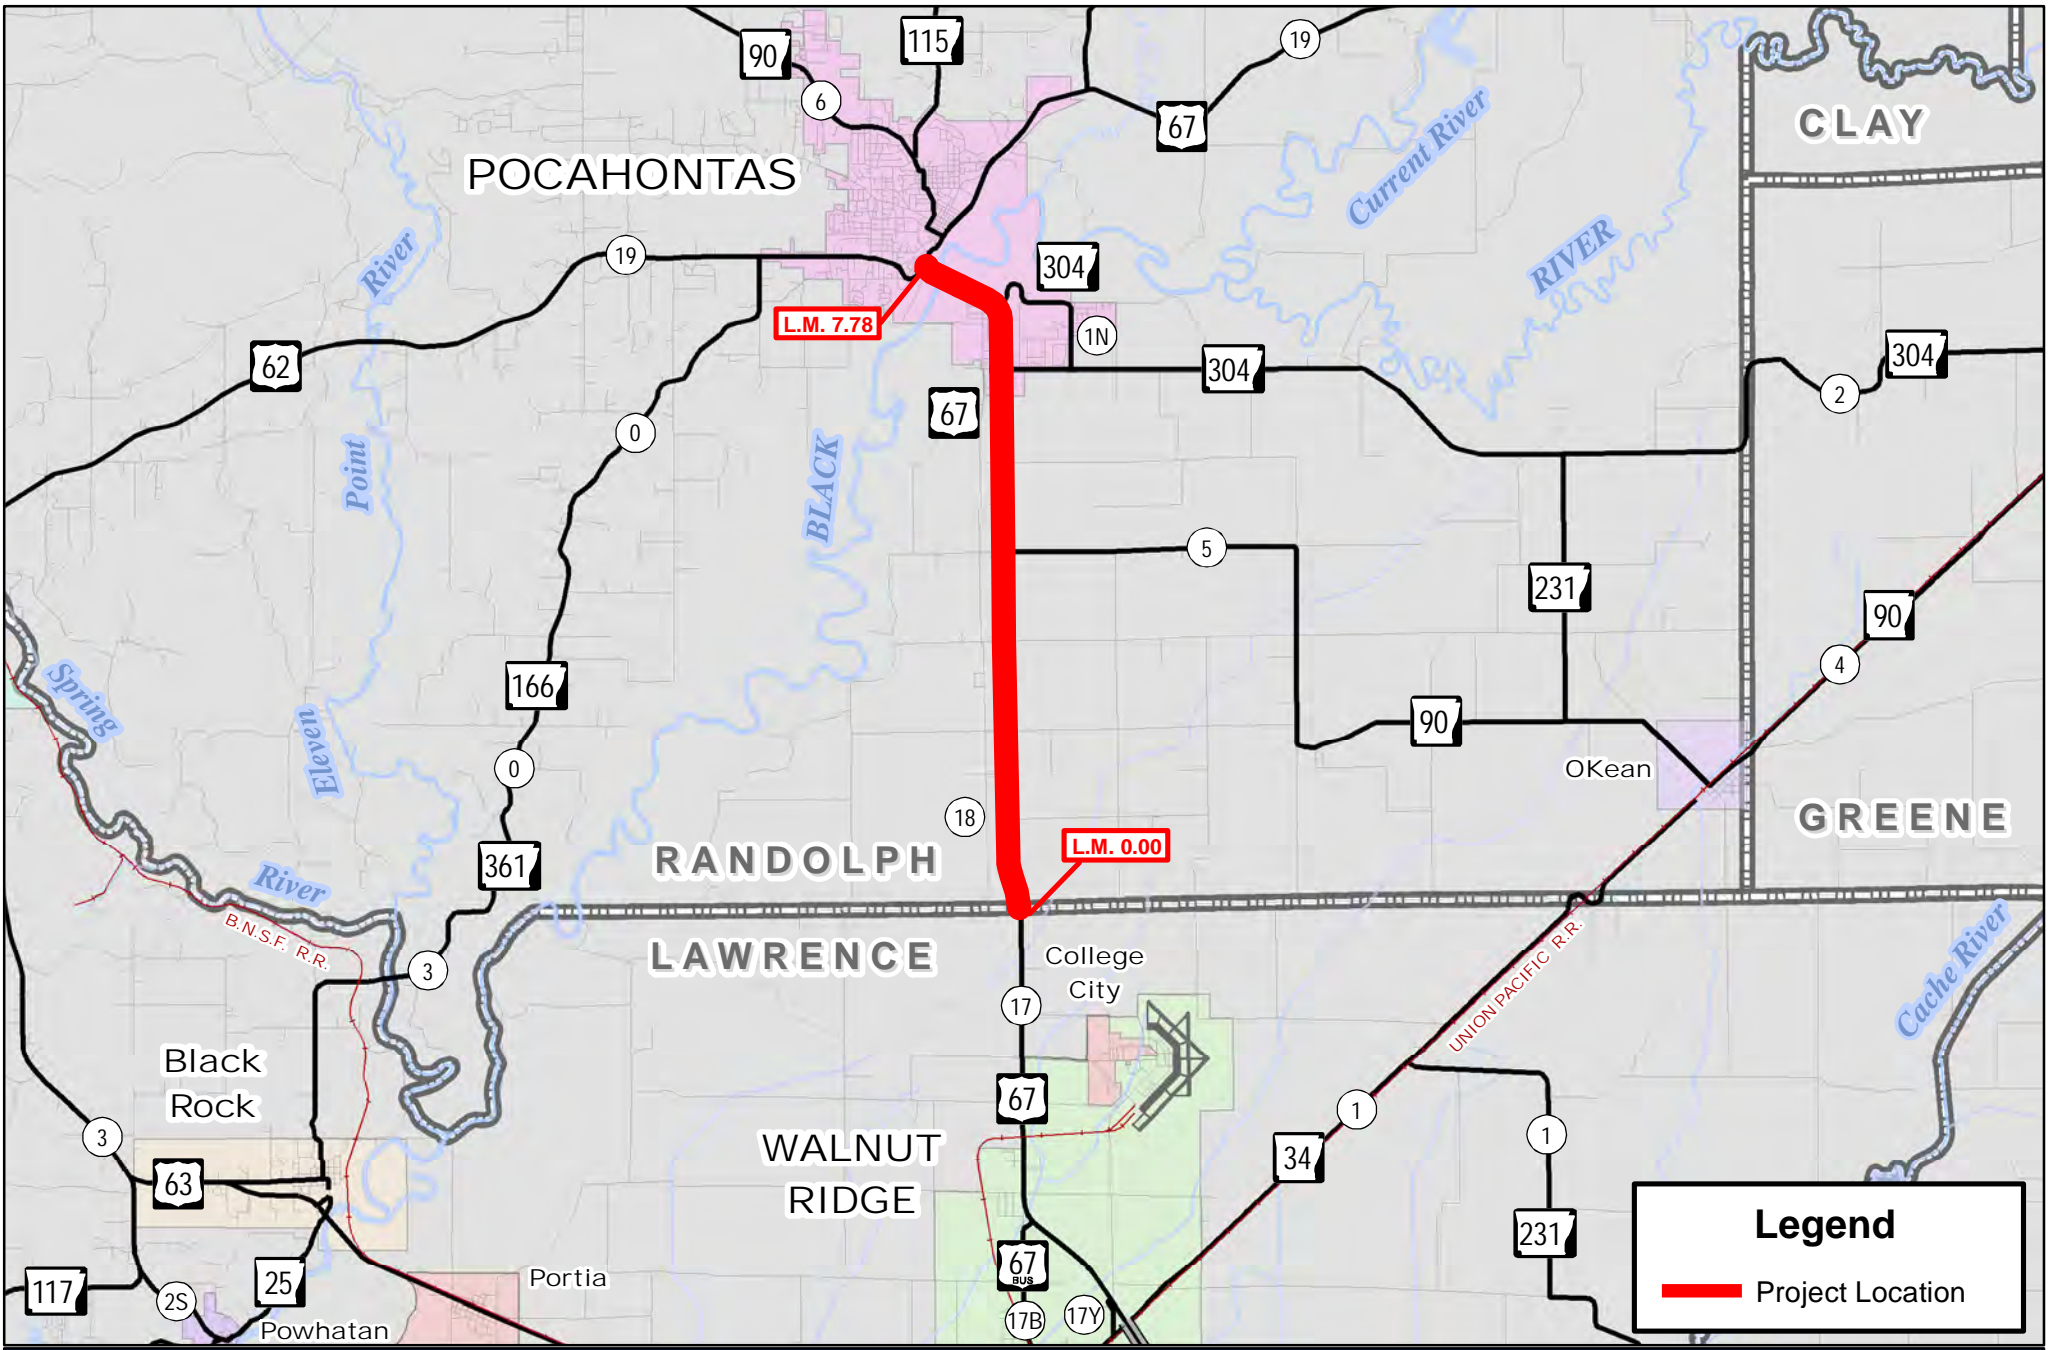 90
115
19
6
67
CLAY
POCAHONTAS
Current River
19
River
304
RIVER
L.M. 7.78
1N
62
304
304
2
67
0
Point
BLACK
5
231
90
166
4
Spring
Eleven
90
0
OKean
18
GREENE
L.M. 0.00
RANDOLPH
361
River
B.N.S.F. R.R.
LAWRENCE
College
City
3
UNION PACIFIC R.R.
Cache River
17
Black
Rock
67
1
3
1
WALNUT
RIDGE
34
63
Legend
231
67
BUS
Portia
25
117
Project Location
2S
17B
17Y
Powhatan